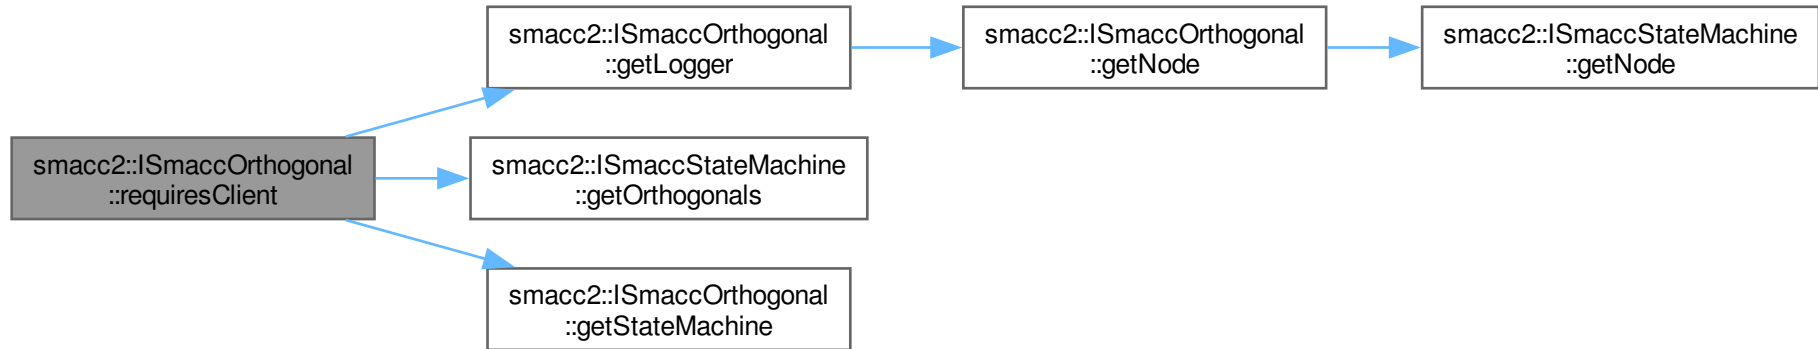 smacc2::ISmaccOrthogonal
::requiresClient
smacc2::ISmaccOrthogonal
::getLogger
smacc2::ISmaccOrthogonal
::getNode
smacc2::ISmaccStateMachine
::getNode
smacc2::ISmaccStateMachine
::getOrthogonals
smacc2::ISmaccOrthogonal
::getStateMachine